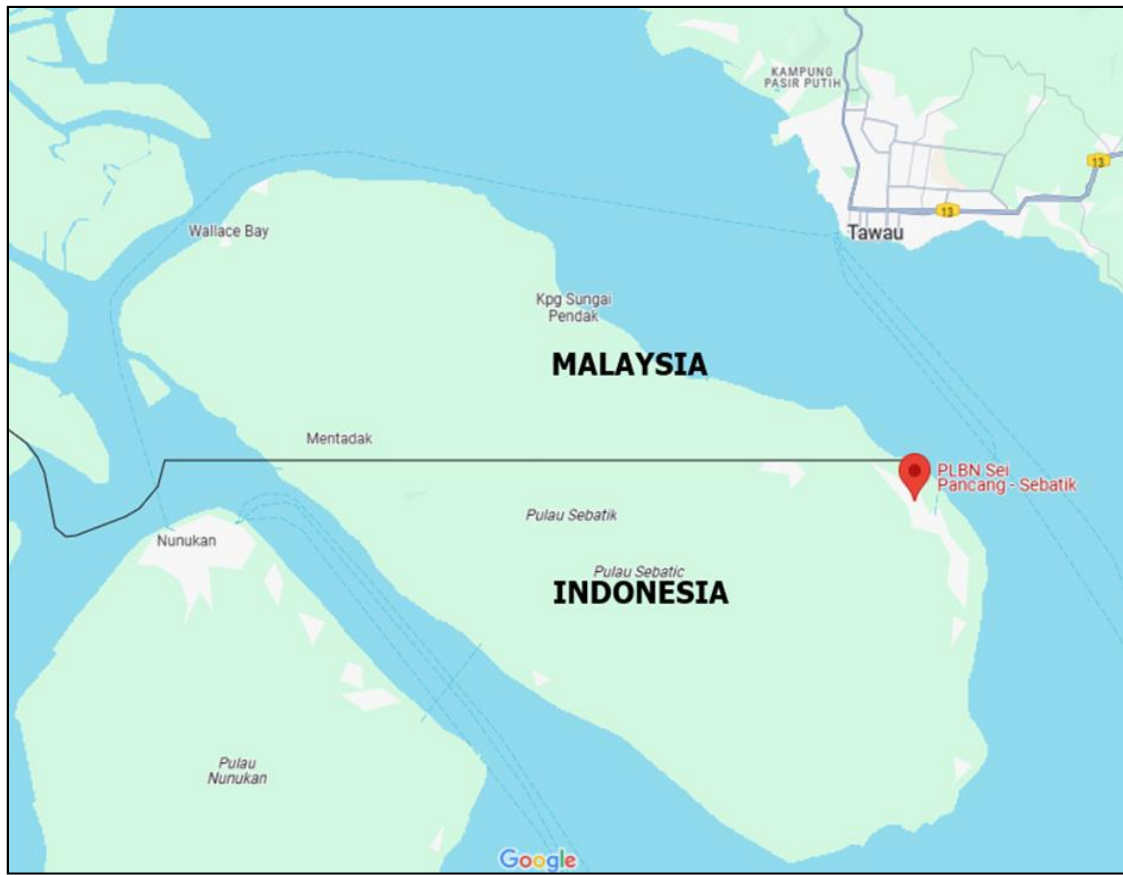 KAMPUNG
PASIR PUTIH
13
13
Tawau
Wallace Bay
Kpg Sungai
Pendak
MALAYSIA
Mentadak
PLBN Sei
Pancang - Sebatik
Pulau Sebatik
Nunukan
Pulau Sebatic
INDONESIA
Pulau
Nunukan
Google